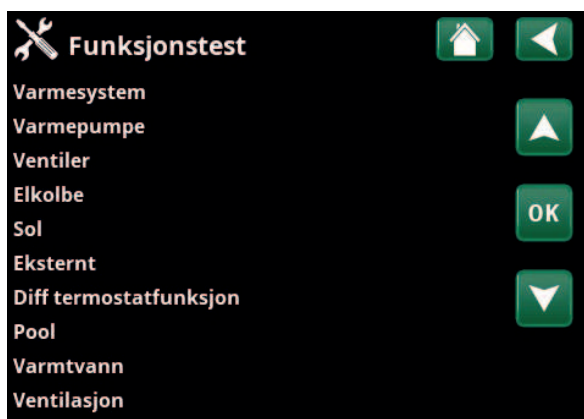 Funksjonstest
Varmesystem
Varmepumpe
Ventiler
Elkolbe
Sol
Eksternt
Diff termostatfunksjon
Pool
Varmtvann
Ventilasjon
OK